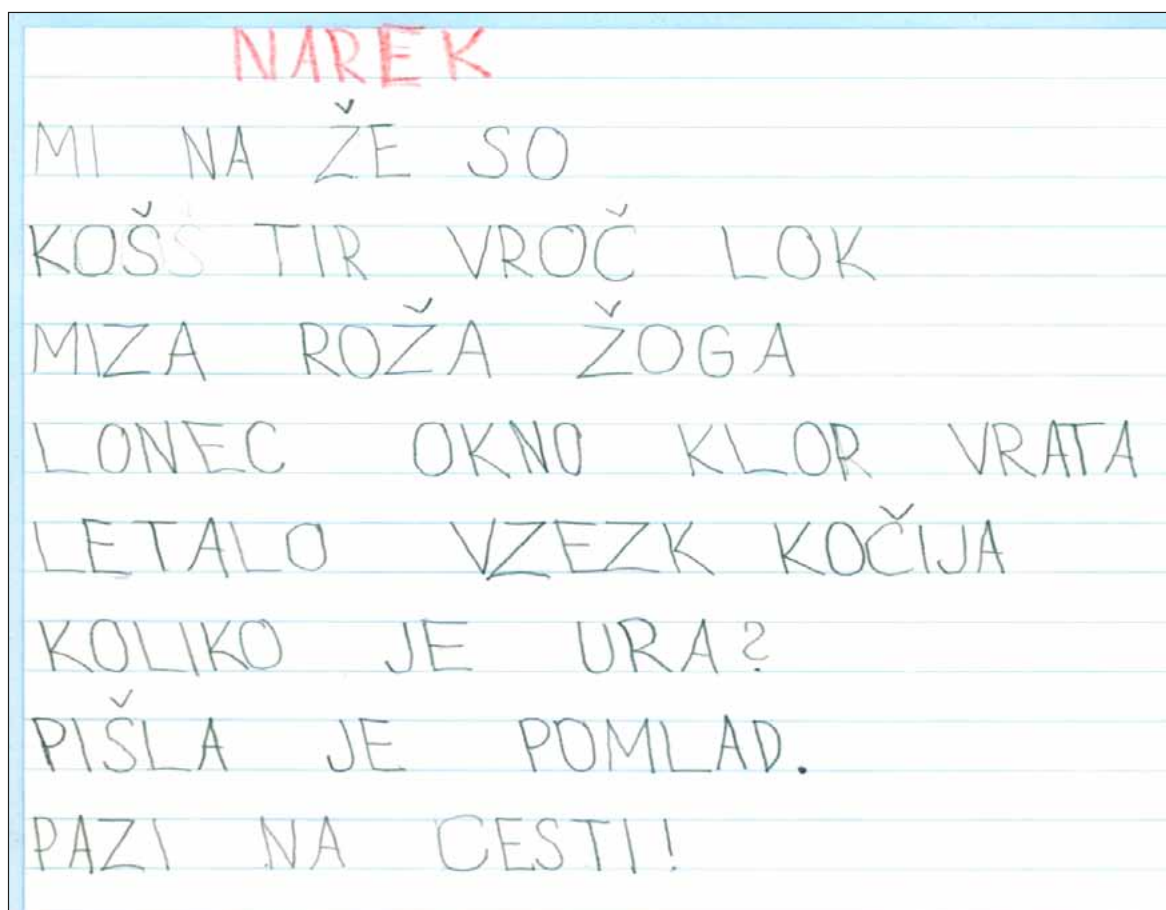 NAREK
MI NA ŽE SO
KOŠ TIR VROČ LOK
MIZA ROŽA ŽOGA
LONEC OKNO KLOR VRATA
LETALO VZEZK KOČIJA
KOLIKO JE URA?
PIŠLA JE POMLAD.
PAZI NA CESTI!